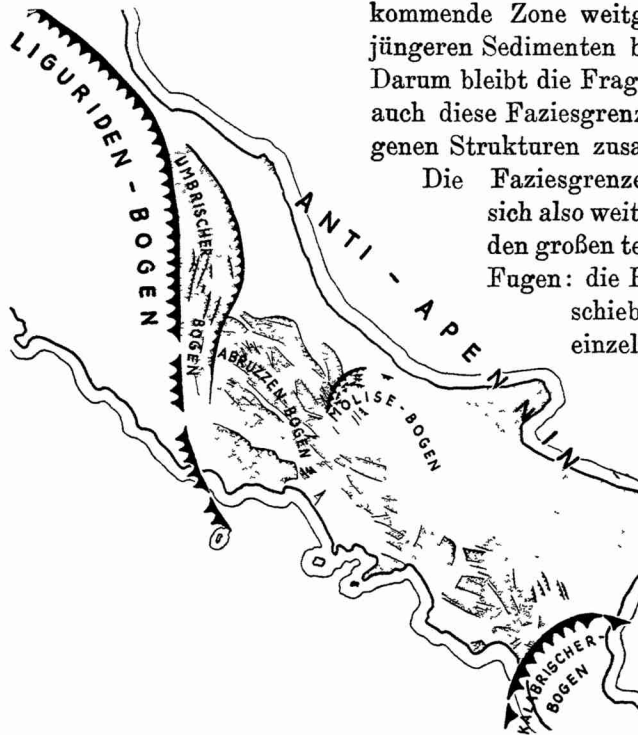 kommende Zone weitg
jüngeren Sedimenten b
Darum bleibt die Frag
auch diese Faziesgrenz
genen Strukturen zusa
Die Faziesgrenze
sich also weit
den großen te
Fugen: die
schieb
einzel
LIGURIDEN-BOGEN
UMBRISCHER
BOGEN
ANTI-APENNIN
ABRUZZEN-BOGEN
MOLISE-BOGEN
KALABRISCHER-
BOGEN